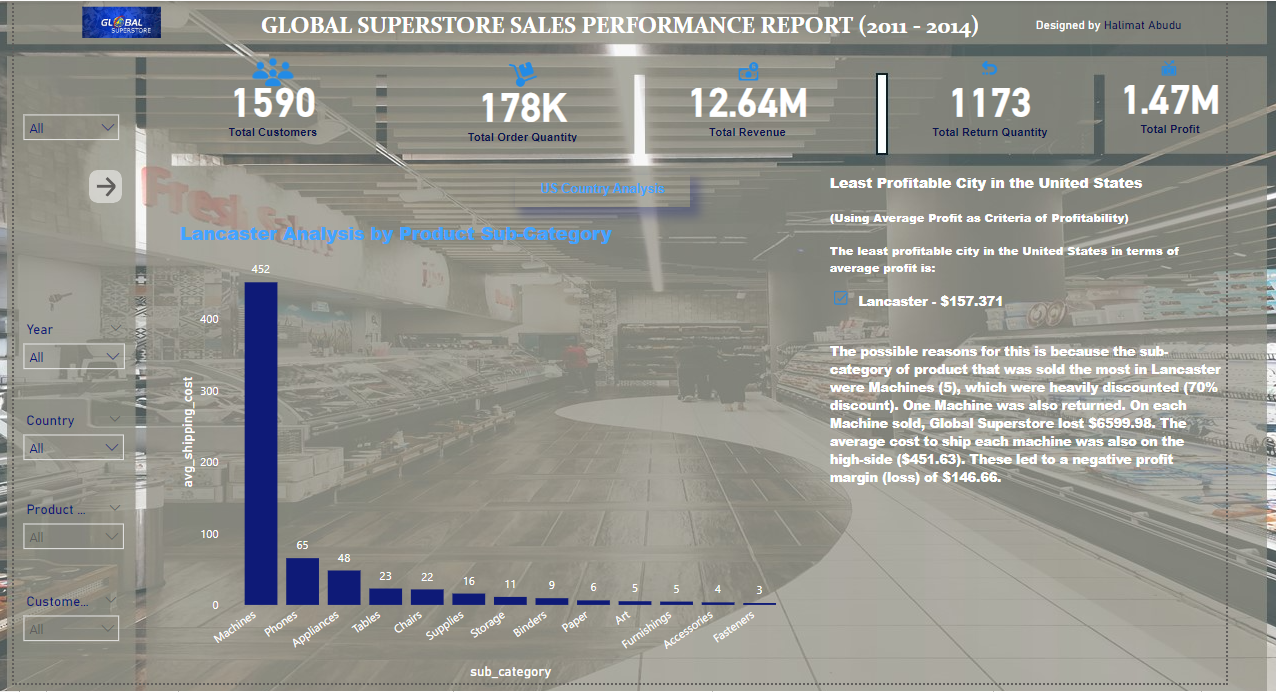 GLOBAL
SUPERSTORE
GLOBAL SUPERSTORE SALES PERFORMANCE REPORT (2011 - 2014)
Designed by Halimat Abudu
1590
Total Customers
178K
Total Order Quantity
12.64M
Total Revenue
1173
Total Return Quantity
1.47M
Total Profit
All
Year
All
Country
All
Product ...
All
Custome...
All
US Country Analysis
Lancaster Analysis by Product Sub-Category
avg_shipping_cost
400
300
200
100
0
452
65
48
23
22
16
11
9
6
5
5
4
3
Machines
Phones
Appliances
Tables
Chairs
Supplies
Storage
Binders
Paper
Art
Furnishings
Accessories
Fasteners
sub_category
Least Profitable City in the United States
(Using Average Profit as Criteria of Profitability)
The least profitable city in the United States in terms of
average profit is:
Lancaster - $157.371
The possible reasons for this is because the sub-
category of product that was sold the most in Lancaster
were Machines (5), which were heavily discounted (70%
discount). One Machine was also returned. On each
Machine sold, Global Superstore lost $6599.98. The
average cost to ship each machine was also on the
high-side ($451.63). These led to a negative profit
margin (loss) of $146.66.